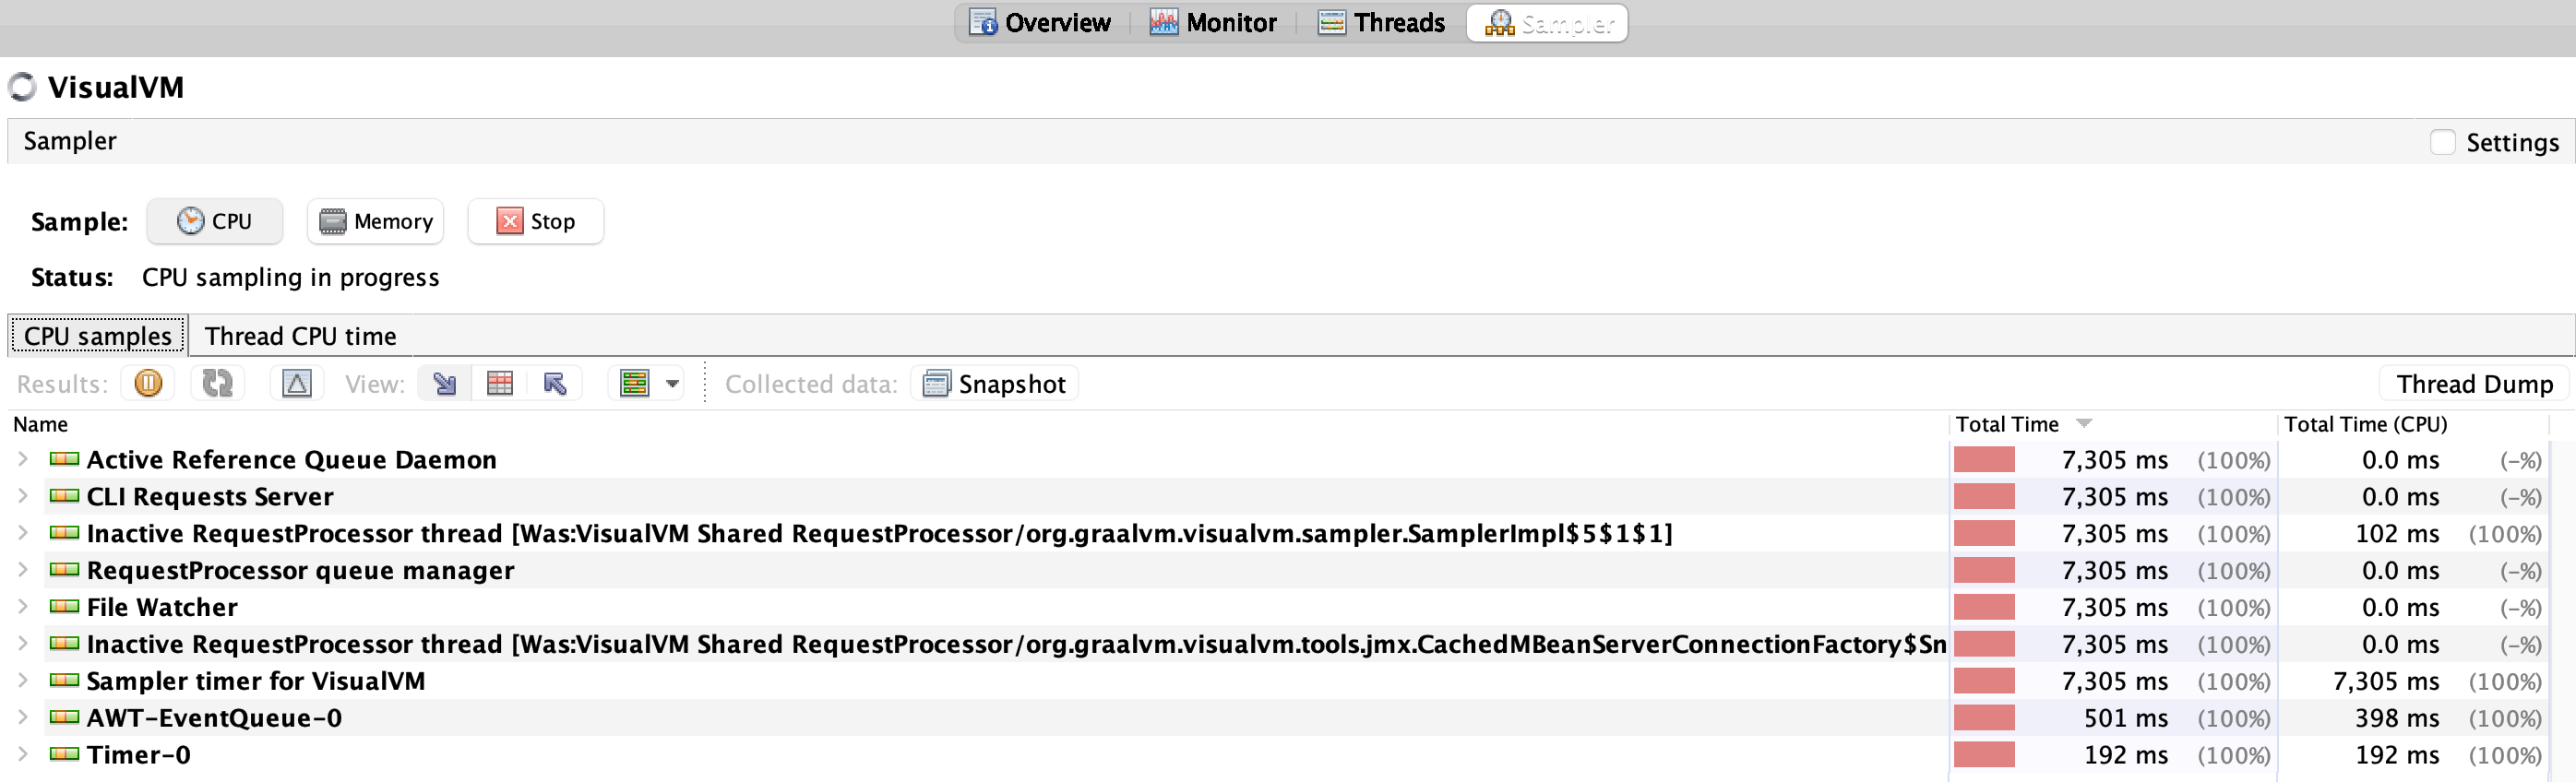 Overview Monitor Threads Sampler
VisualVM
Sampler Settings
Sample: CPU Memory Stop
Status: CPU sampling in progress
CPU samples Thread CPU time
Results: View: Collected data: Snapshot Thread Dump
Name Total Time Total Time (CPU)
Active Reference Queue Daemon 7,305 ms (100%) 0.0 ms (-%)
CLI Requests Server 7,305 ms (100%) 0.0 ms (-%)
Inactive RequestProcessor thread [Was:VisualVM Shared RequestProcessor/org.graalvm.visualvm.sampler.SamplerImpl$5$1$1] 7,305 ms (100%) 102 ms (100%)
RequestProcessor queue manager 7,305 ms (100%) 0.0 ms (-%)
File Watcher 7,305 ms (100%) 0.0 ms (-%)
Inactive RequestProcessor thread [Was:VisualVM Shared RequestProcessor/org.graalvm.visualvm.tools.jmx.CachedMBeanServerConnectionFactory$Sn 7,305 ms (100%) 0.0 ms (-%)
Sampler timer for VisualVM 7,305 ms (100%) 7,305 ms (100%)
AWT-EventQueue-0 501 ms (100%) 398 ms (100%)
Timer-0 192 ms (100%) 192 ms (100%)